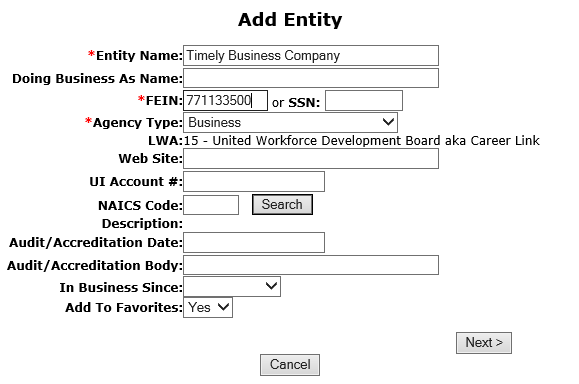 Add Entity
*Entity Name: Timely Business Company
Doing Business As Name:
*FEIN: 771133500 or SSN:
*Agency Type: Business
LWA: 15 - United Workforce Development Board aka Career Link
Web Site:
UI Account #:
NAICS Code: Search
Description:
Audit/Accreditation Date:
Audit/Accreditation Body:
In Business Since:
Add To Favorites: Yes
Next >
Cancel